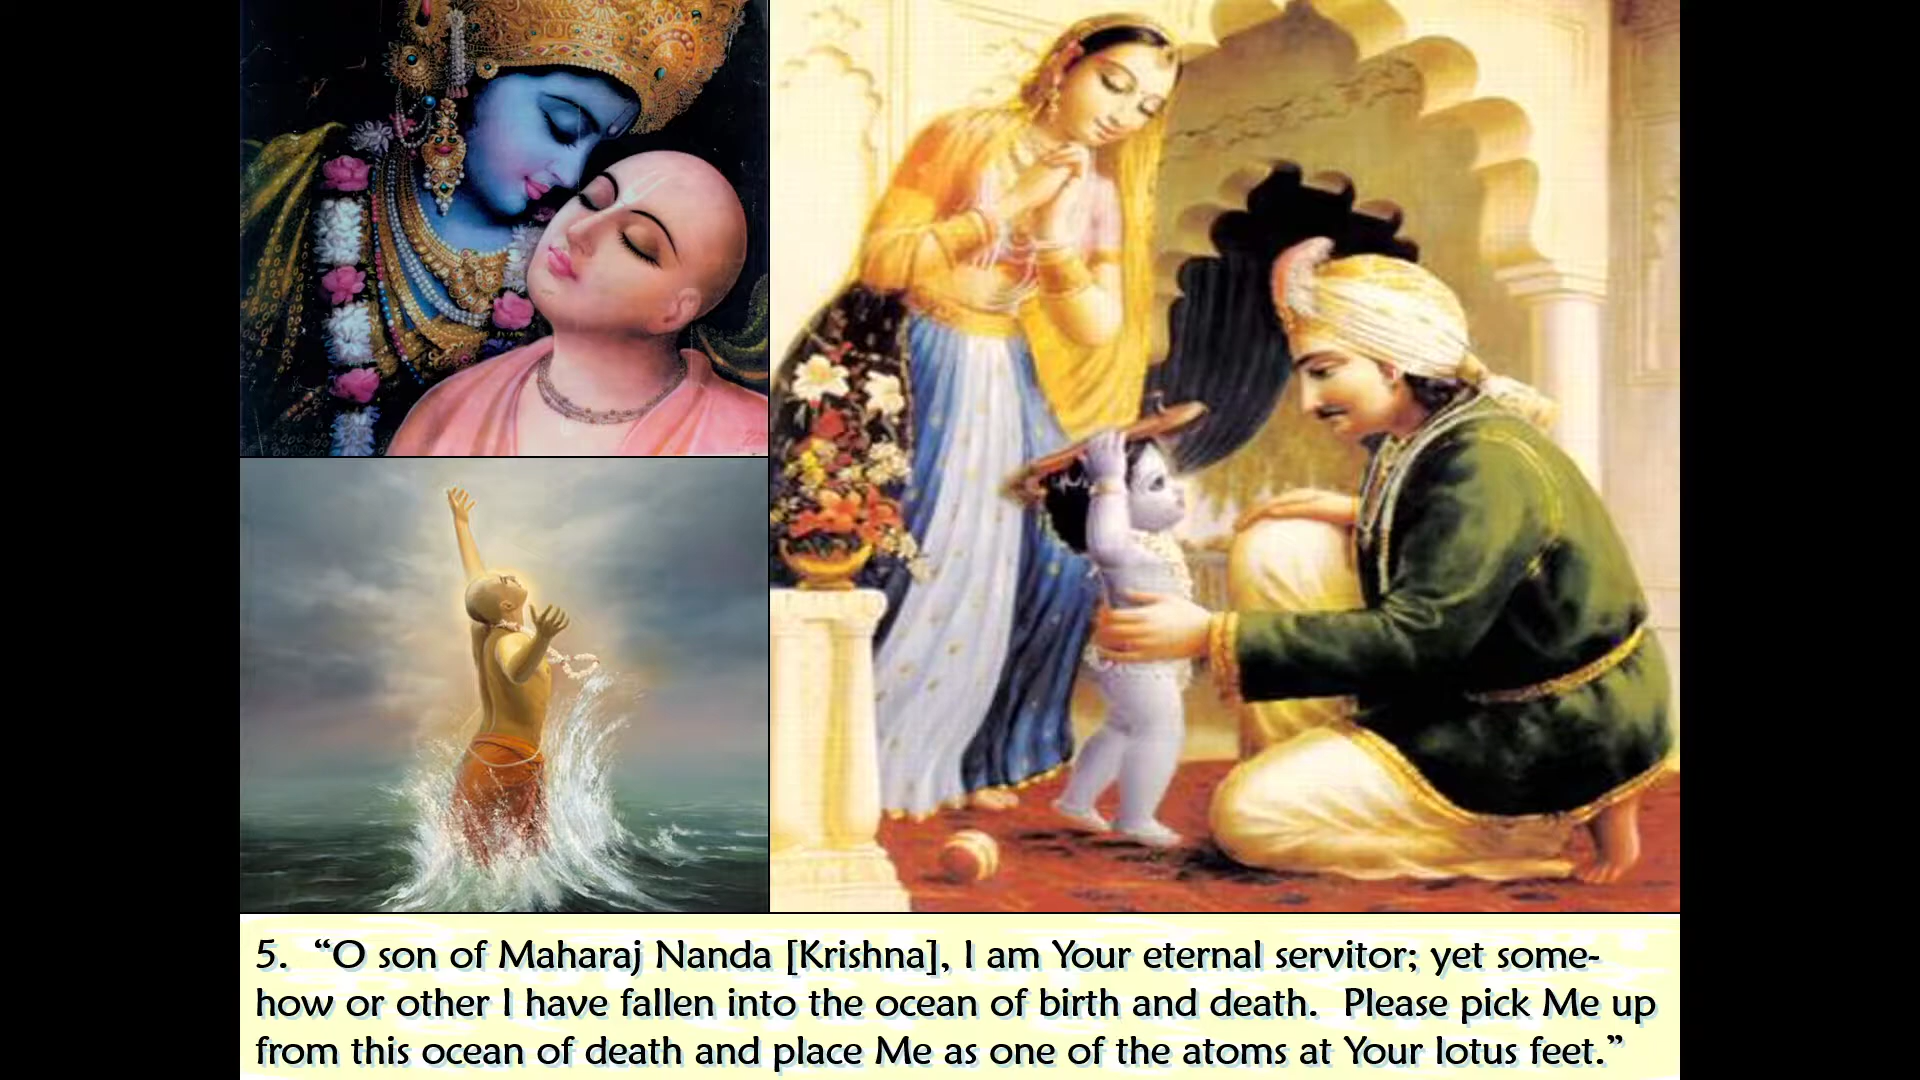 5.  “O son of Maharaj Nanda [Krishna], I am Your eternal servitor; yet some-
how or other I have fallen into the ocean of birth and death.  Please pick Me up
from this ocean of death and place Me as one of the atoms at Your lotus feet.”